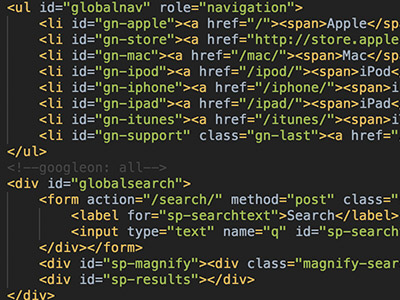 <ul id="globalnav" role="navigation">
<li id="gn-apple"><a href="/"><span>Apple</sp
<li id="gn-store"><a href="http://store.apple
<li id="gn-mac"><a href="/mac/"><span>Mac</sp
<li id="gn-ipod"><a href="/ipod/"><span>iPod<
<li id="gn-iphone"><a href="/iphone/"><span>i
<li id="gn-ipad"><a href="/ipad/"><span>iPad<
<li id="gn-itunes"><a href="/itunes/"><span>i
<li id="gn-support" class="gn-last"><a href="
</ul>
<!--googleon: all-->
<div id="globalsearch">
<form action="/search/" method="post" class="
<label for="sp-searchtext">Search</label>
<input type="text" name="q" id="sp-search
</div></form>
<div id="sp-magnify"><div class="magnify-sear
<div id="sp-results"></div>
</div>